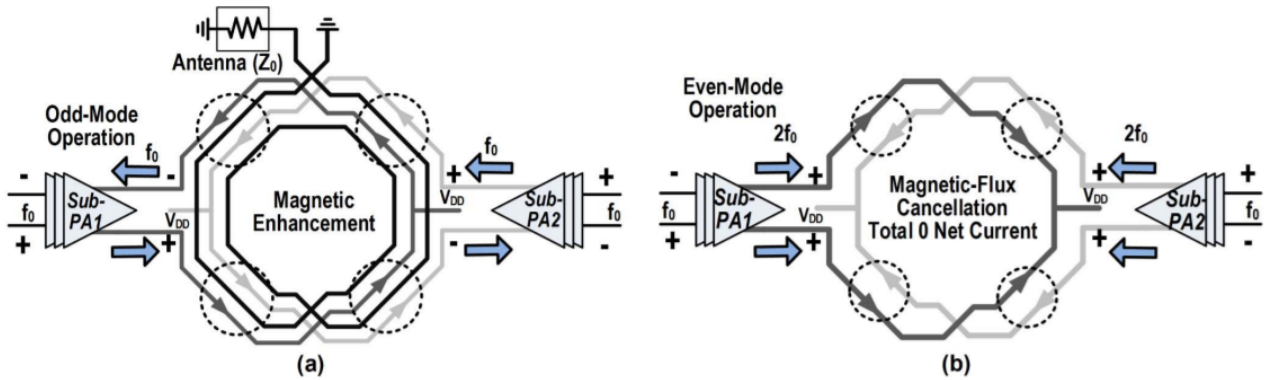 Antenna (Z₀)
Odd-Mode
Operation
f₀
f₀
-
-
+
+
f₀
Sub-
PA1
Magnetic
Enhancement
Sub-
PA2
f₀
VDD
VDD
+
+
-
-
(a)
Even-Mode
Operation
2f₀
2f₀
-
+
+
+
f₀
Sub-
PA1
Magnetic-Flux
Cancellation
Total 0 Net Current
Sub-
PA2
f₀
VDD
VDD
+
+
+
-
(b)